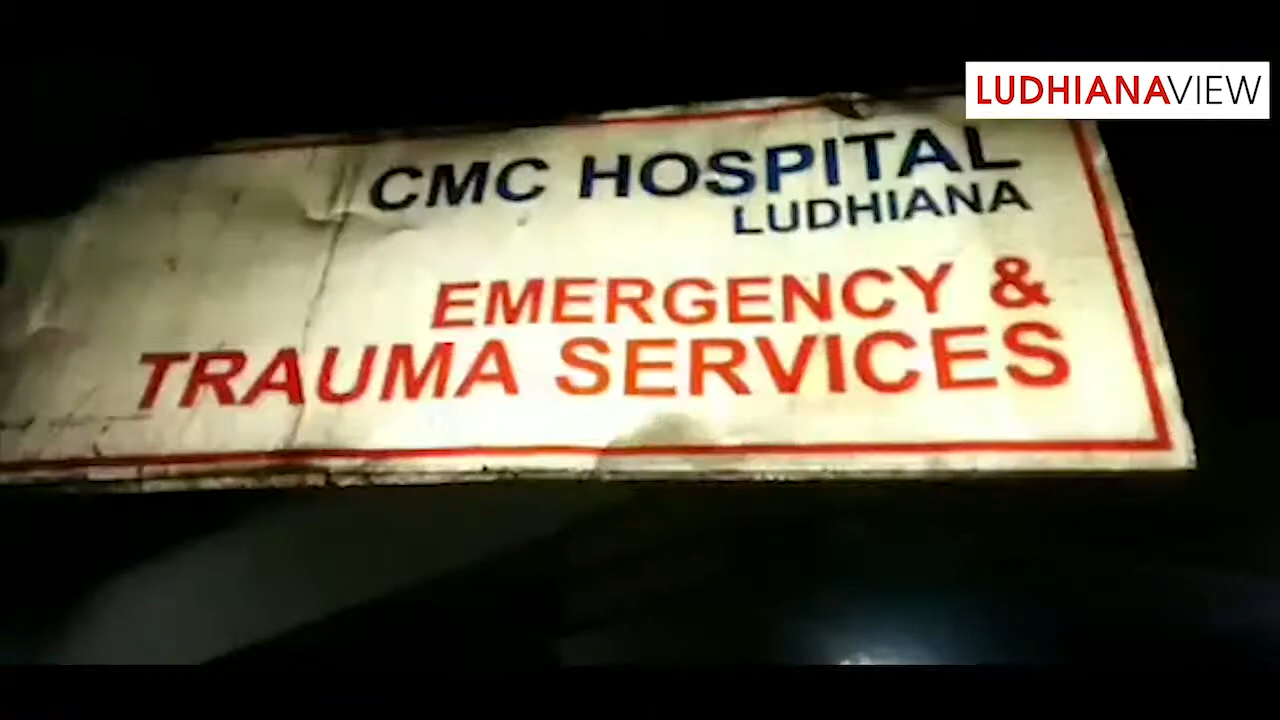 LUDHIANAVIEW
CMC HOSPITAL
LUDHIANA
EMERGENCY &
TRAUMA SERVICES